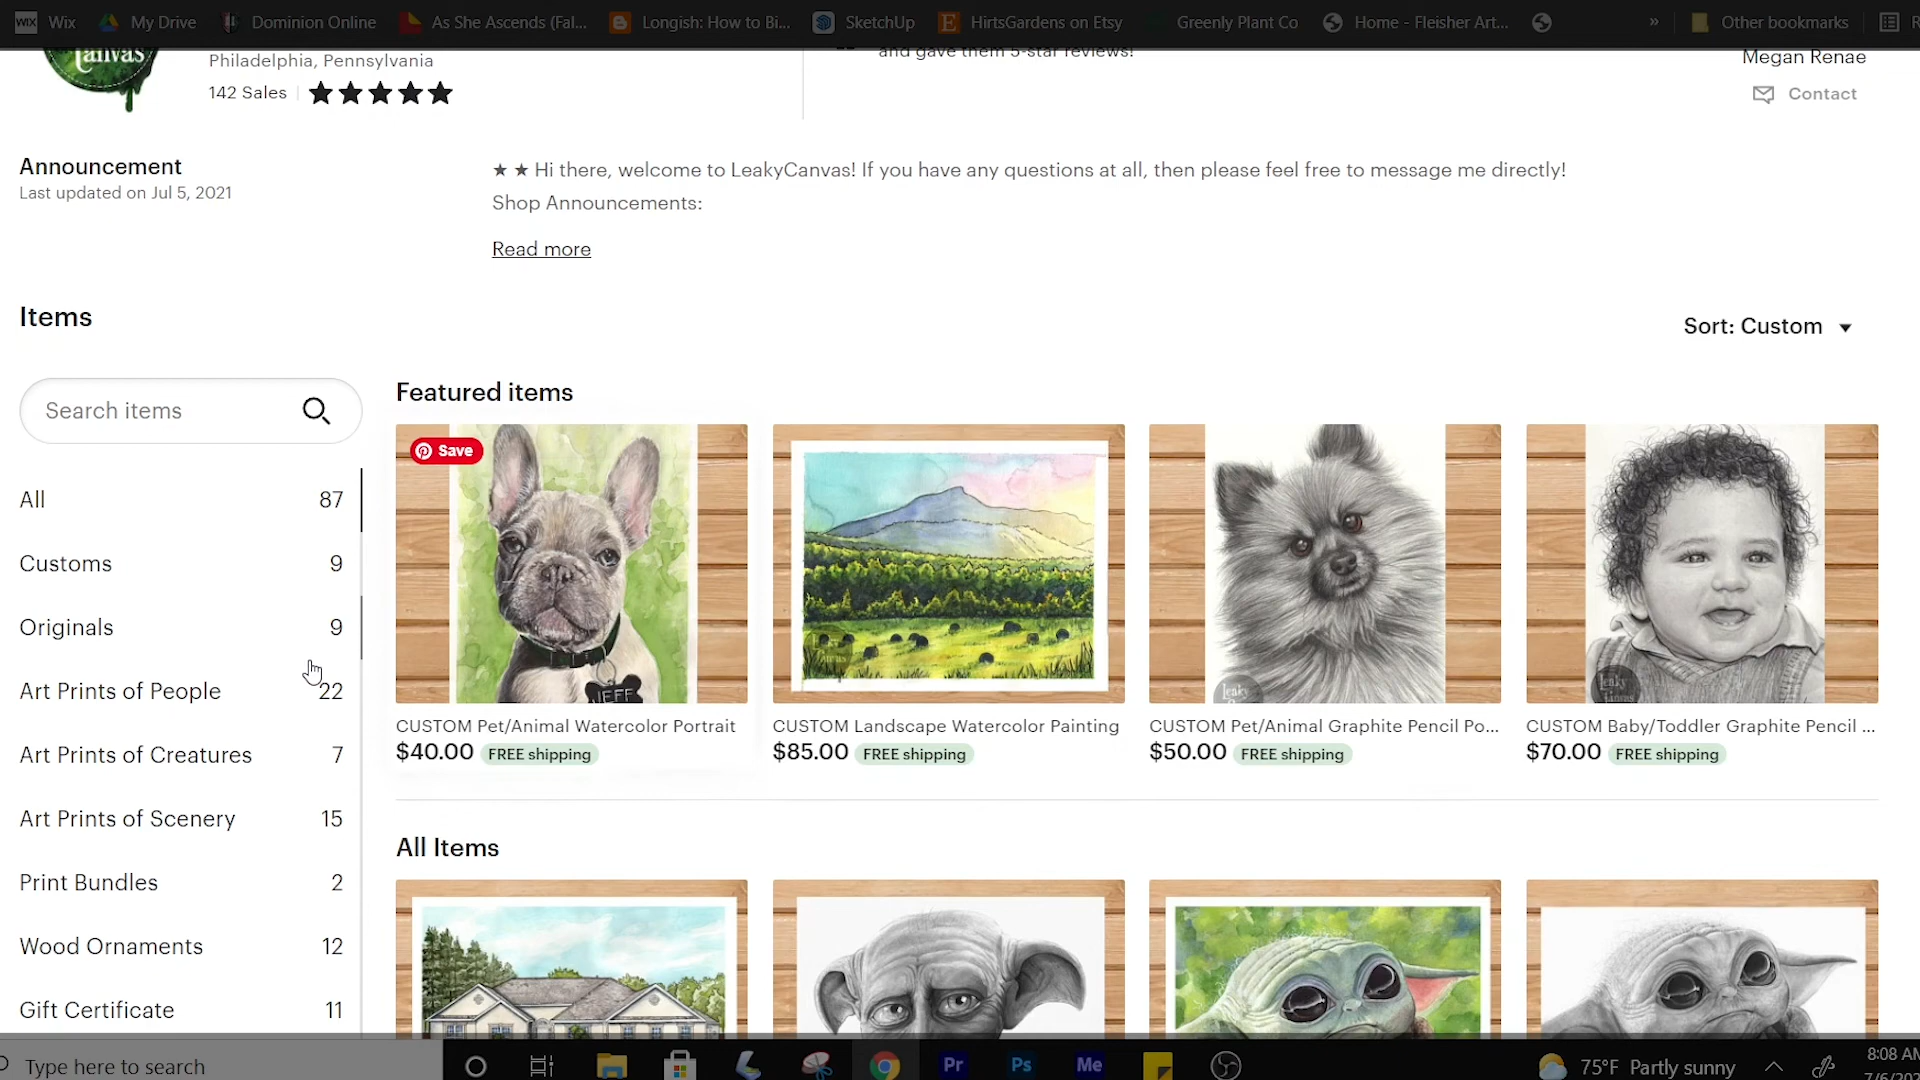 Wix My Drive Dominion Online As She Ascends (Fal... Longish: How to Bi... SketchUp HirtsGardens on Etsy Greenly Plant Co Home - Fleisher Art... » Other bookmarks
Canvas
Philadelphia, Pennsylvania
142 Sales
and gave them 5-star reviews!
Megan Renae
Contact
Announcement
Last updated on Jul 5, 2021
★ ★ Hi there, welcome to LeakyCanvas! If you have any questions at all, then please feel free to message me directly!
Shop Announcements:
Read more
Items
Sort: Custom
Search items
All 87
Customs 9
Originals 9
Art Prints of People 22
Art Prints of Creatures 7
Art Prints of Scenery 15
Print Bundles 2
Wood Ornaments 12
Gift Certificate 11
Featured items
Save
JEFF
Leaky
Leaky
Canvas
CUSTOM Pet/Animal Watercolor Portrait
$40.00 FREE shipping
CUSTOM Landscape Watercolor Painting
$85.00 FREE shipping
CUSTOM Pet/Animal Graphite Pencil Po...
$50.00 FREE shipping
CUSTOM Baby/Toddler Graphite Pencil ...
$70.00 FREE shipping
All Items
Type here to search
Pr Ps Me
75°F Partly sunny
8:08 AM